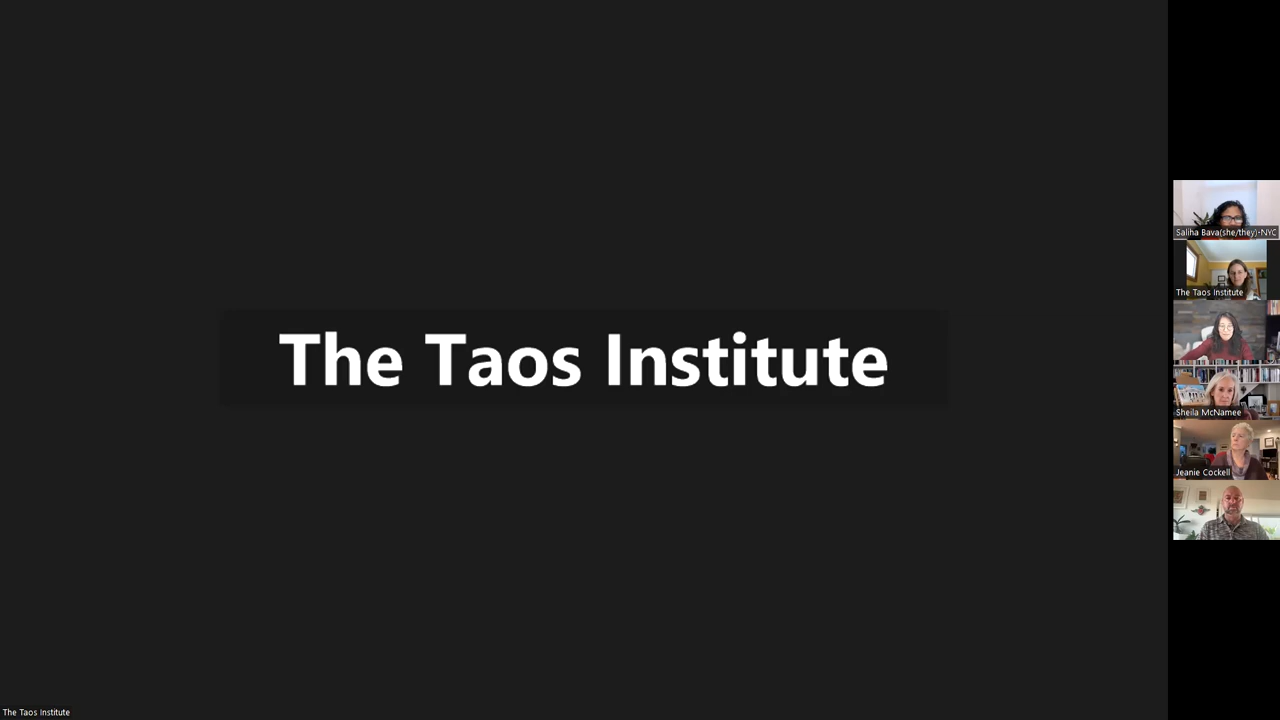 The Taos Institute
Saliha Bava(she/they)-NYC
The Taos Institute
Sheila McNamee
Jeanie Cockell
The Taos Institute